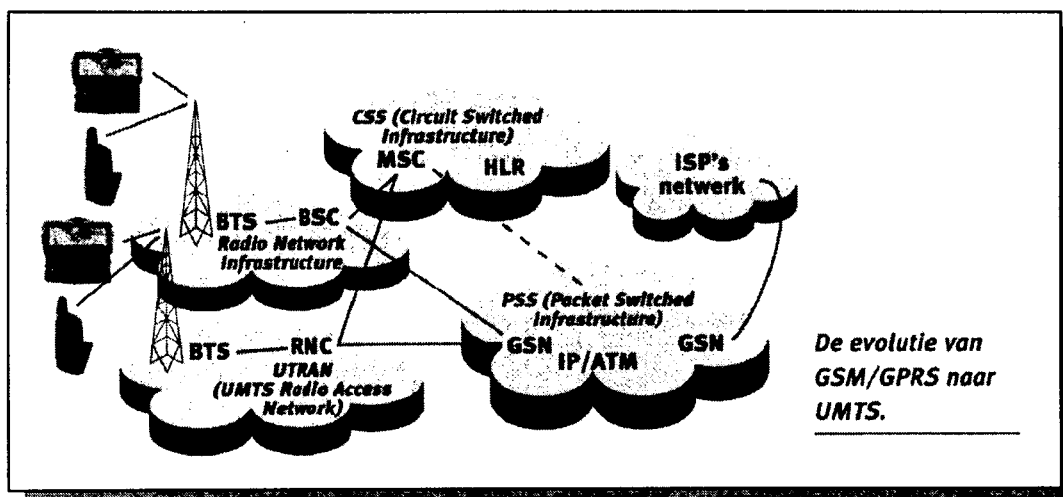 CSS (Circuit Switched
Infrastructure)
MSC
HLR
ISP's
netwerk
BTS
BSC
Radio Network
Infrastructure
PSS (Packet Switched
Infrastructure)
GSN
IP/ATM
GSN
BTS
RNC
UTRAN
(UMTS Radio Access
Network)
De evolutie van
GSM/GPRS naar
UMTS.